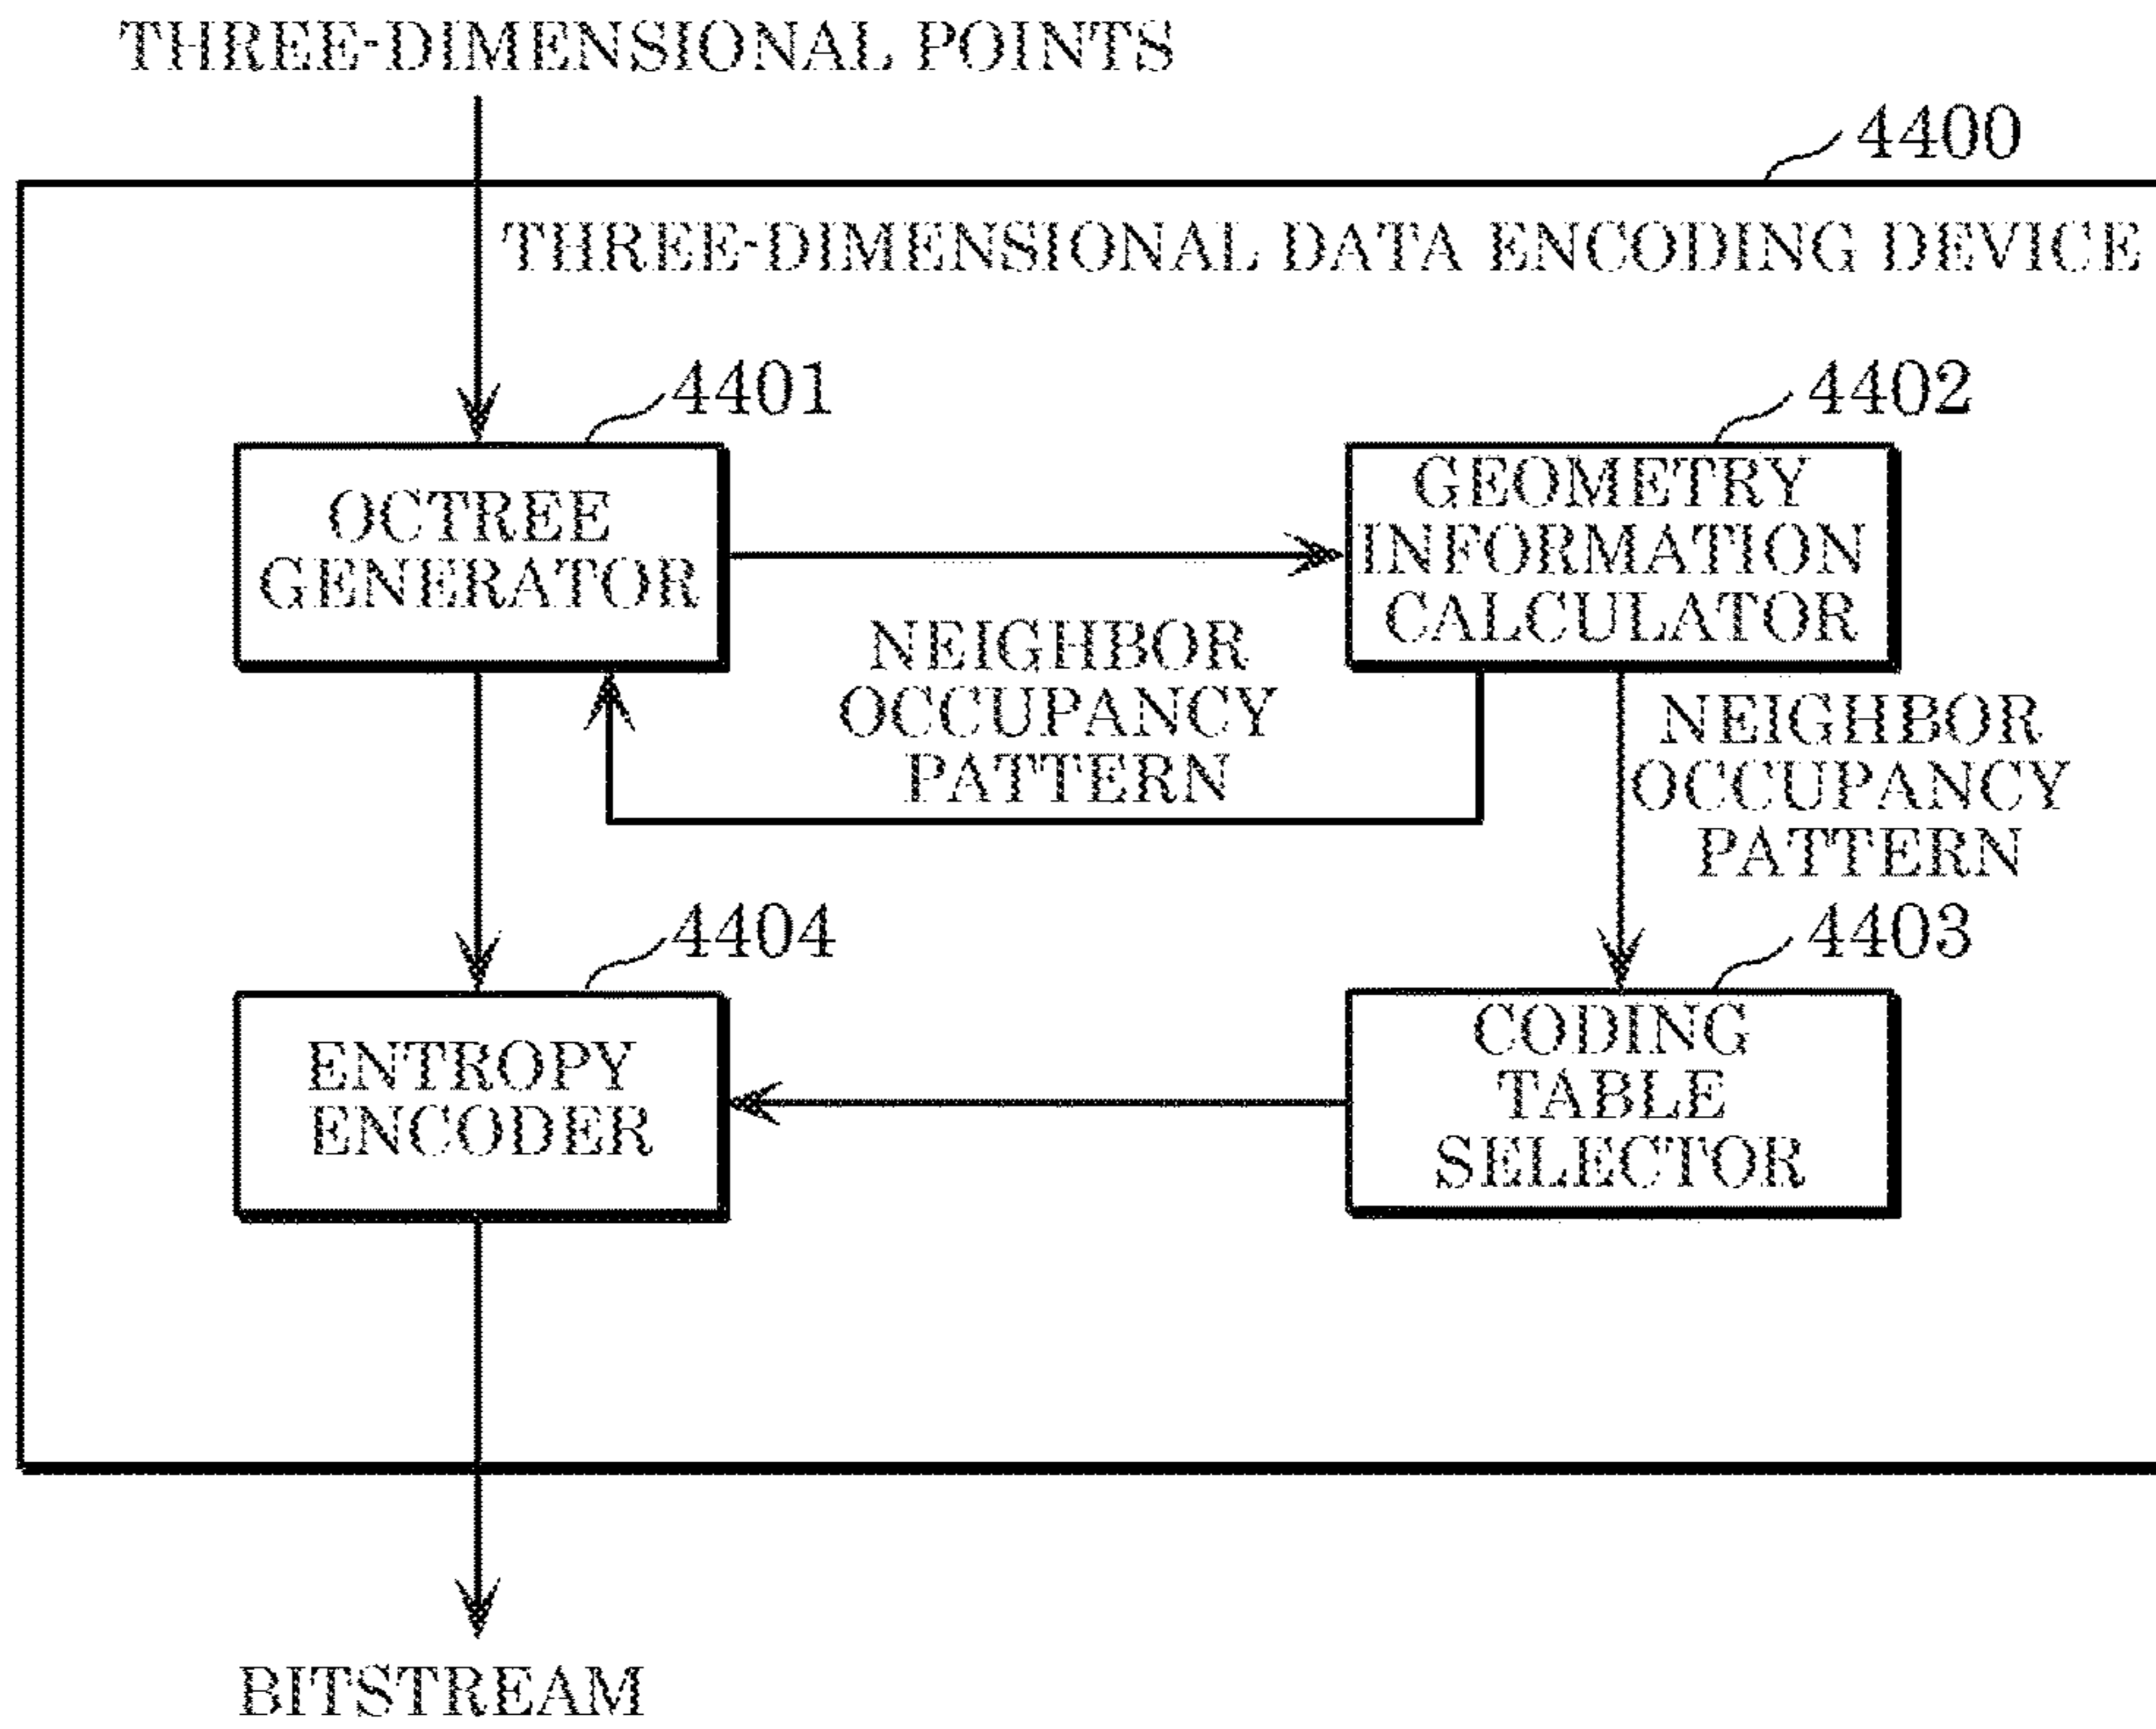 THREE-DIMENSIONAL POINTS
4400
THREE-DIMENSIONAL DATA ENCODING DEVICE
4401
OCTREE
GENERATOR
4402
GEOMETRY
INFORMATION
CALCULATOR
NEIGHBOR
OCCUPANCY
PATTERN
NEIGHBOR
OCCUPANCY
PATTERN
4404
ENTROPY
ENCODER
4403
CODING
TABLE
SELECTOR
BITSTREAM